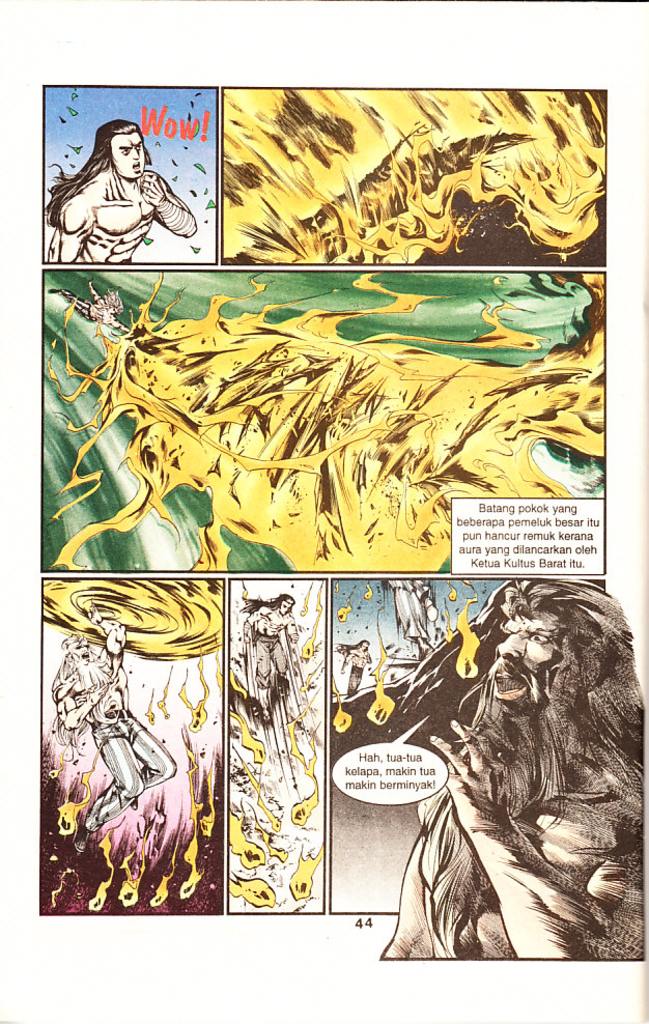 Wow!
Batang pokok yang
beberapa pemeluk besar itu
pun hancur remuk kerana
aura yang dilancarkan oleh
Ketua Kultus Barat itu.
Hah, tua-tua
kelapa, makin tua
makin berminyak!
44